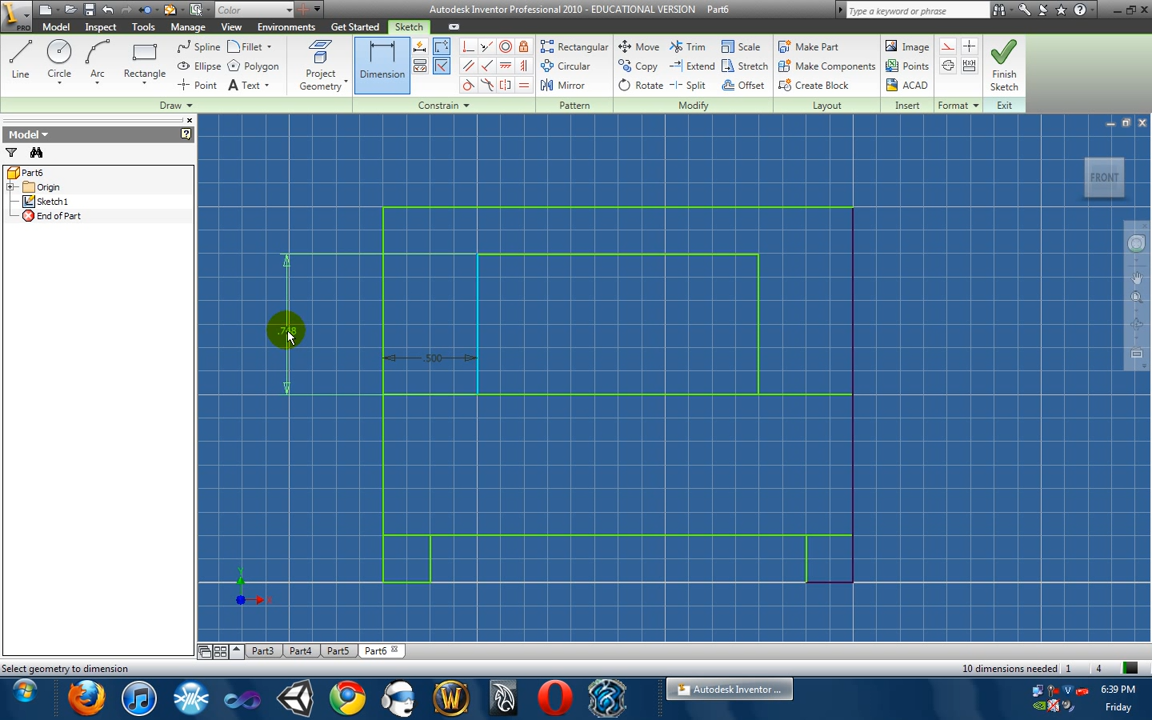 PRO
Color
Autodesk Inventor Professional 2010 - EDUCATIONAL VERSION Part6
Type a keyword or phrase
Model Inspect Tools Manage View Environments Get Started Sketch
Line Circle Arc Rectangle
Spline Fillet
Ellipse Polygon
Point Text
Project Geometry
Dimension
Rectangular
Circular
Mirror
Move Trim Scale
Copy Extend Stretch
Rotate Split Offset
Make Part
Make Components
Create Block
Image
Points
ACAD
Finish Sketch
Draw Constrain Pattern Modify Layout Insert Format Exit
Model
Part6
Origin
Sketch1
End of Part
FRONT
.500
Y
X
Part3 Part4 Part5 Part6
Select geometry to dimension
10 dimensions needed 1 4
Autodesk Inventor ...
6:39 PM
Friday